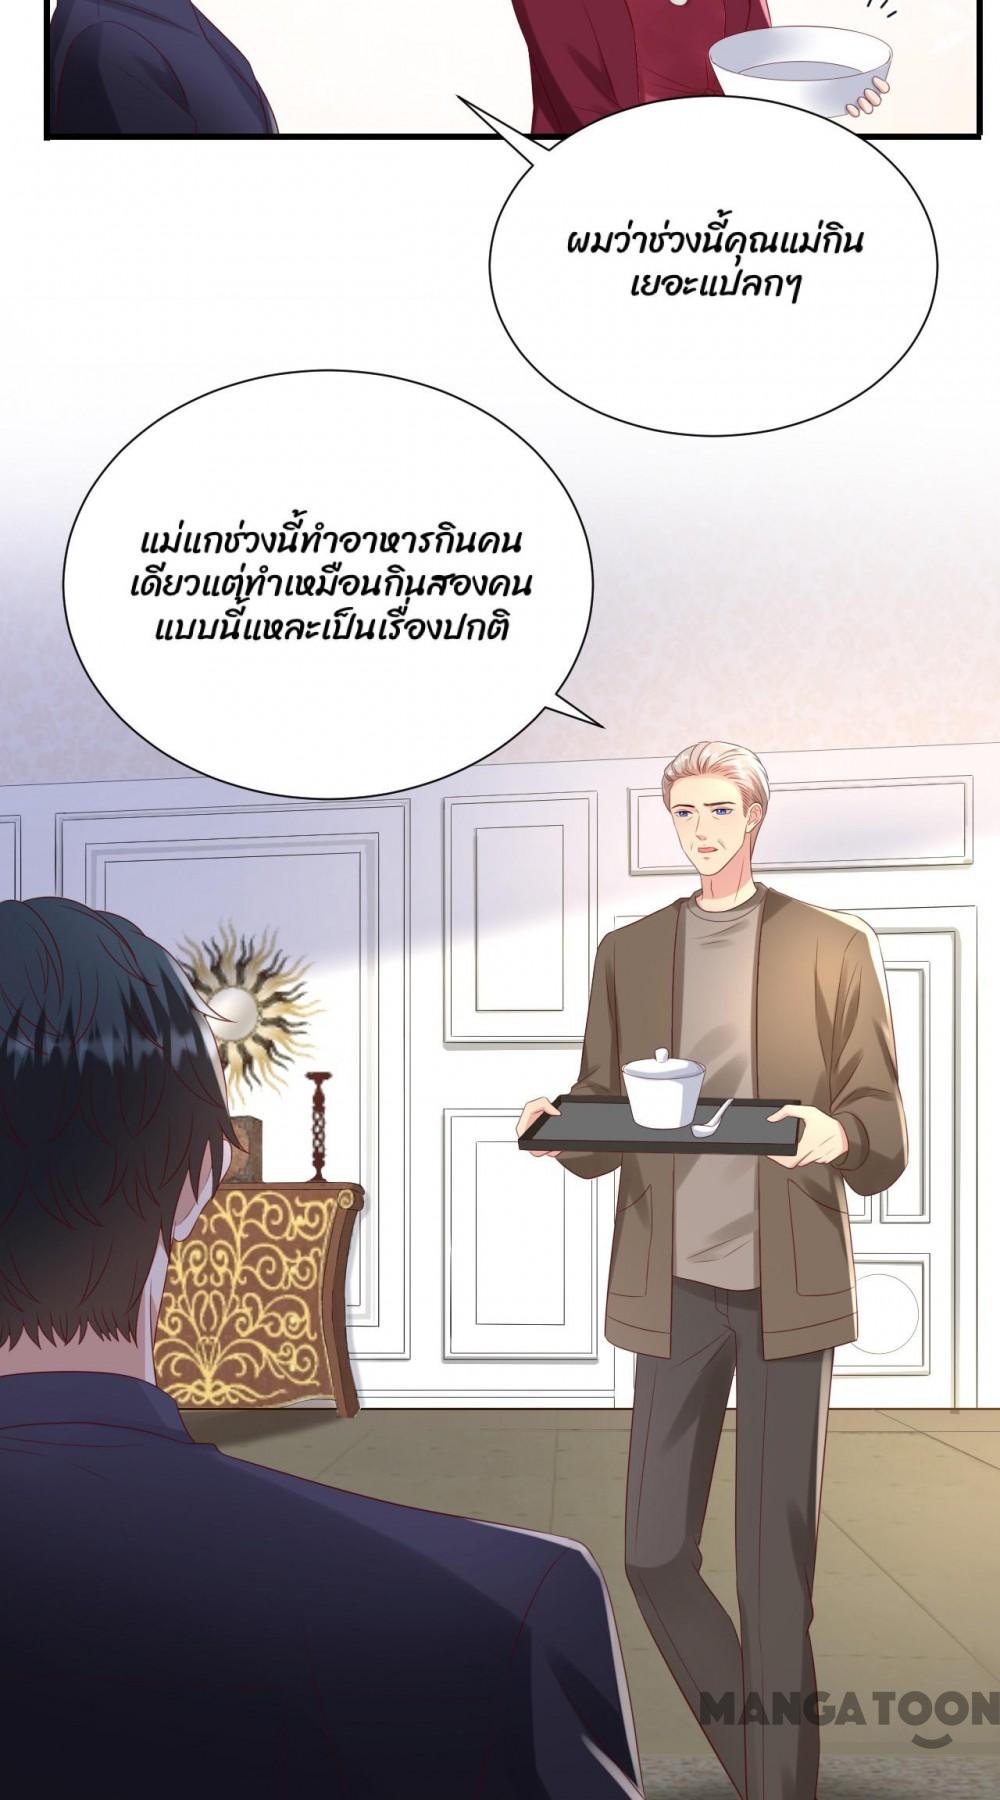 ผมว่าช่วงนี้คุณแม่กิน
เยอะแปลกๆ
แม่แกช่วงนี้ทำอาหารกินคน
เดียวแต่ทำเหมือนกินสองคน
แบบนี้แหละเป็นเรื่องปกติ
MANGATOON